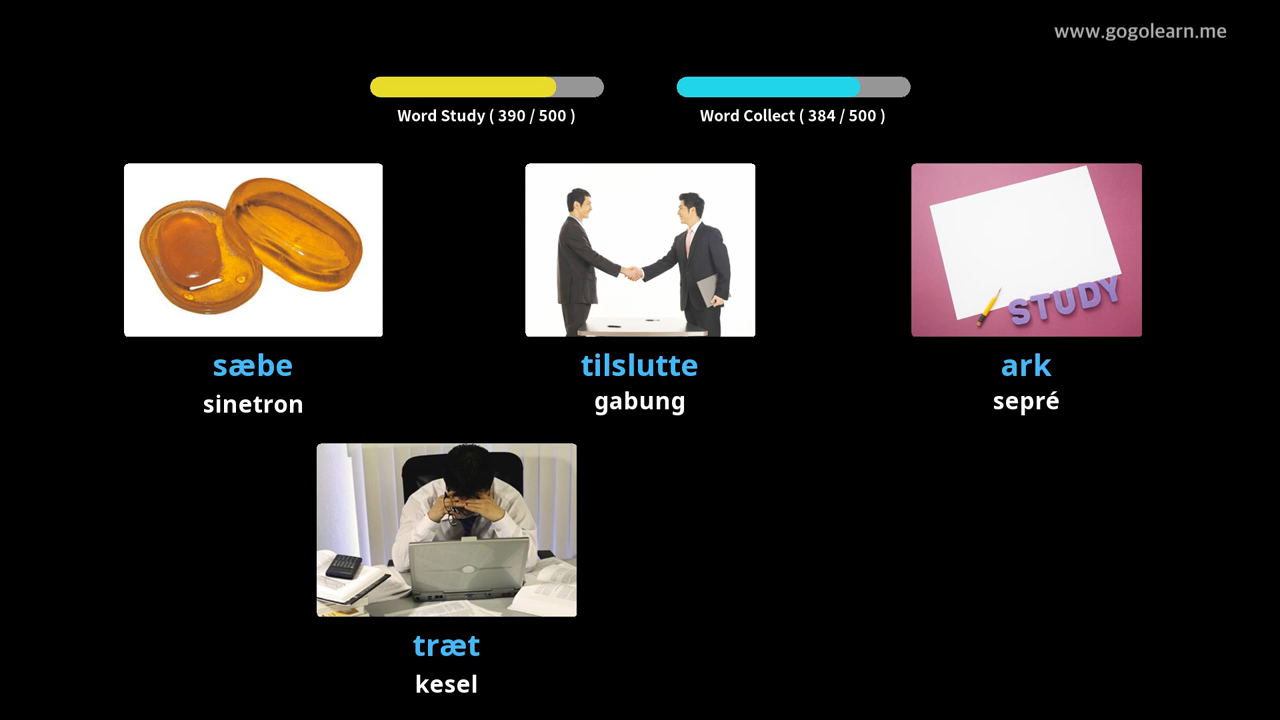 www.gogolearn.me
Word Study ( 390 / 500 )
Word Collect ( 384 / 500 )
STUDY
sæbe
tilslutte
ark
sinetron
gabung
sepré
træt
kesel